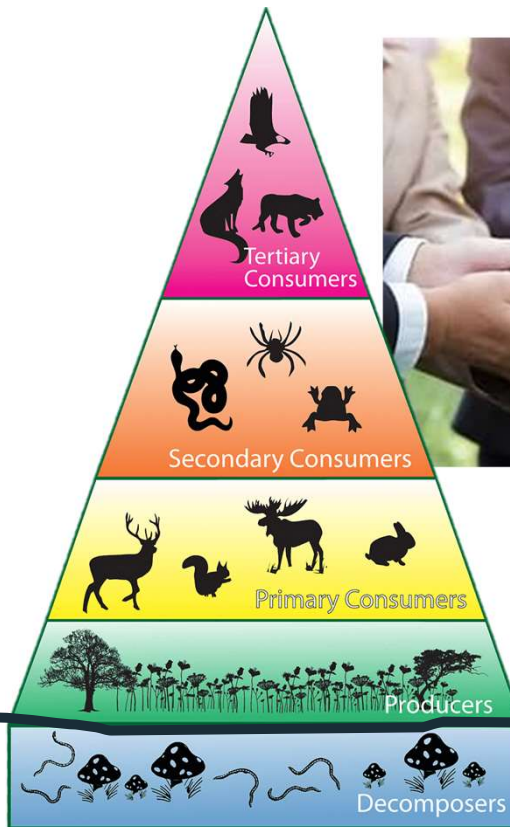 Tertiary
Consumers
Secondary Consumers
Primary Consumers
Producers
Decomposers